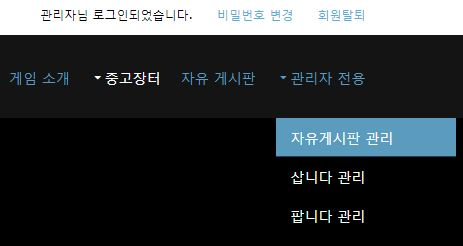 관리자님 로그인되었습니다. 비밀번호 변경 회원탈퇴
게임 소개 중고장터 자유 게시판 관리자 전용
자유게시판 관리
삽니다 관리
팝니다 관리